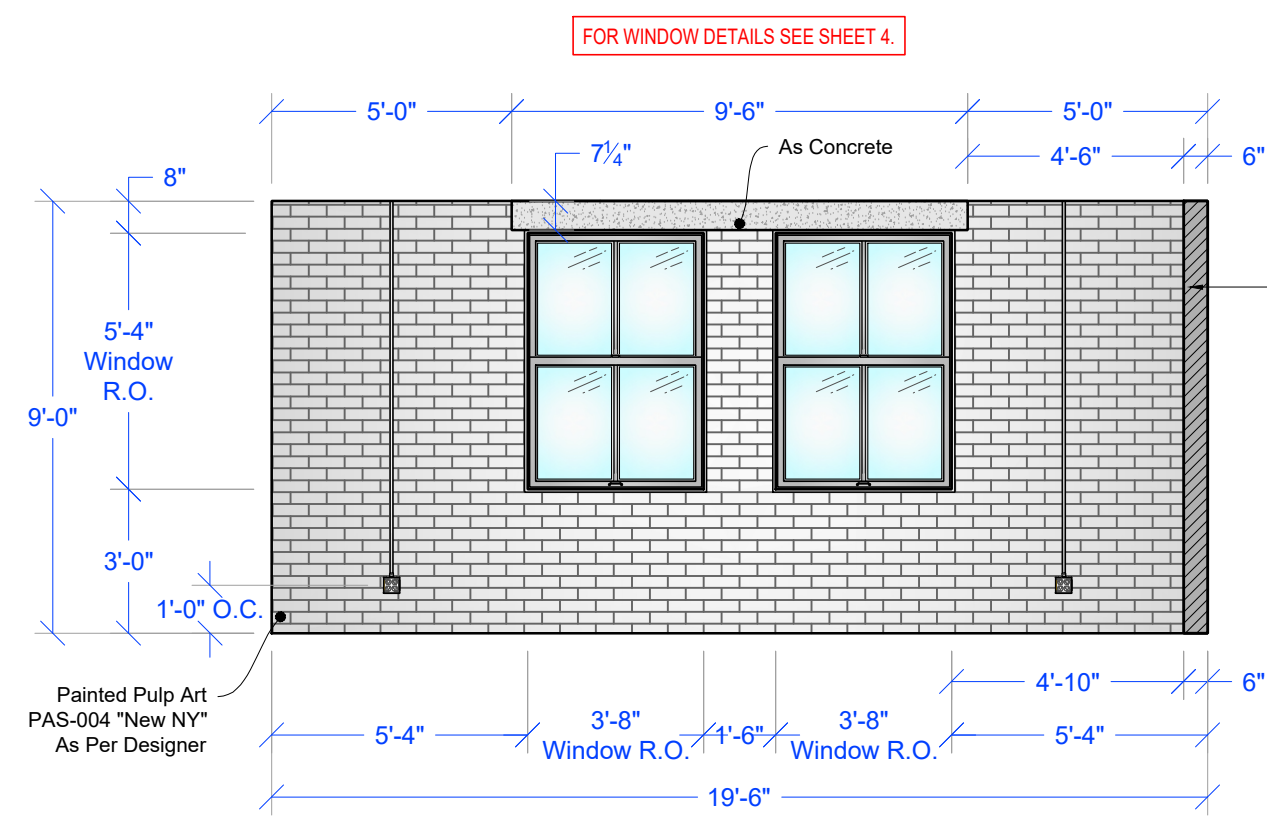 FOR WINDOW DETAILS SEE SHEET 4.
5'-0"
9'-6"
5'-0"
7¼"
As Concrete
4'-6"
6"
8"
5'-4"
Window
R.O.
9'-0"
3'-0"
1'-0" O.C.
Painted Pulp Art
PAS-004 "New NY"
As Per Designer
4'-10"
6"
5'-4"
3'-8"
Window R.O.
1'-6"
3'-8"
Window R.O.
5'-4"
19'-6"